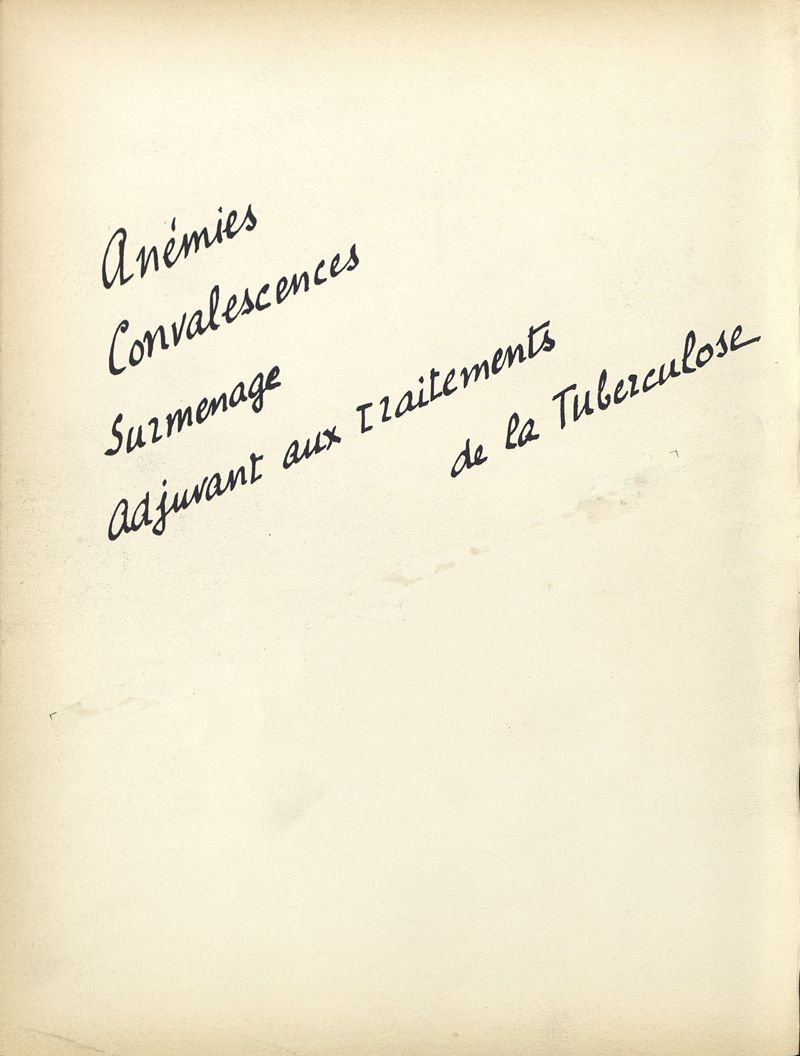 Anémies
Convalescences
Surmenage
Adjuvant aux Traitements
de la Tuberculose